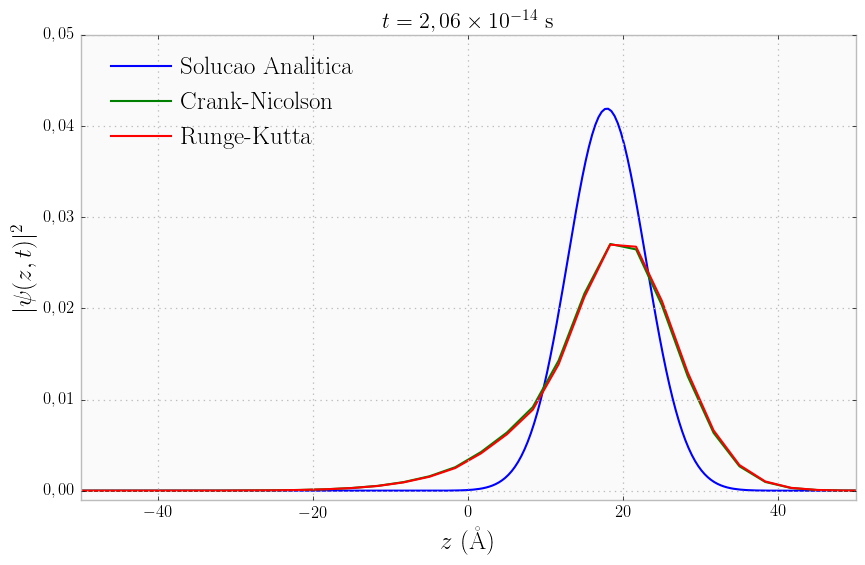 t = 2,06 × 10⁻¹⁴ s
0,05
0,04
0,03
0,02
0,01
0,00
|ψ(z, t)|²
Solucao Analitica
Crank-Nicolson
Runge-Kutta
−40 −20 0 20 40
z (Å)